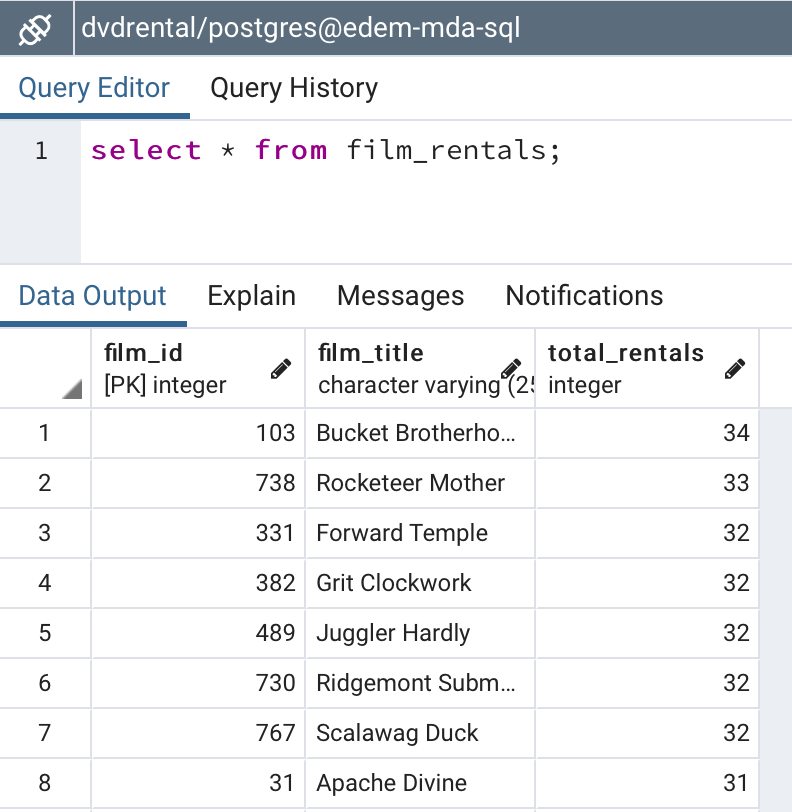 dvdrental/postgres@edem-mda-sql
Query Editor Query History
1 select * from film_rentals;
Data Output Explain Messages Notifications
film_id film_title total_rentals
[PK] integer character varying (25 integer
1 103 Bucket Brotherho... 34
2 738 Rocketeer Mother 33
3 331 Forward Temple 32
4 382 Grit Clockwork 32
5 489 Juggler Hardly 32
6 730 Ridgemont Subm... 32
7 767 Scalawag Duck 32
8 31 Apache Divine 31